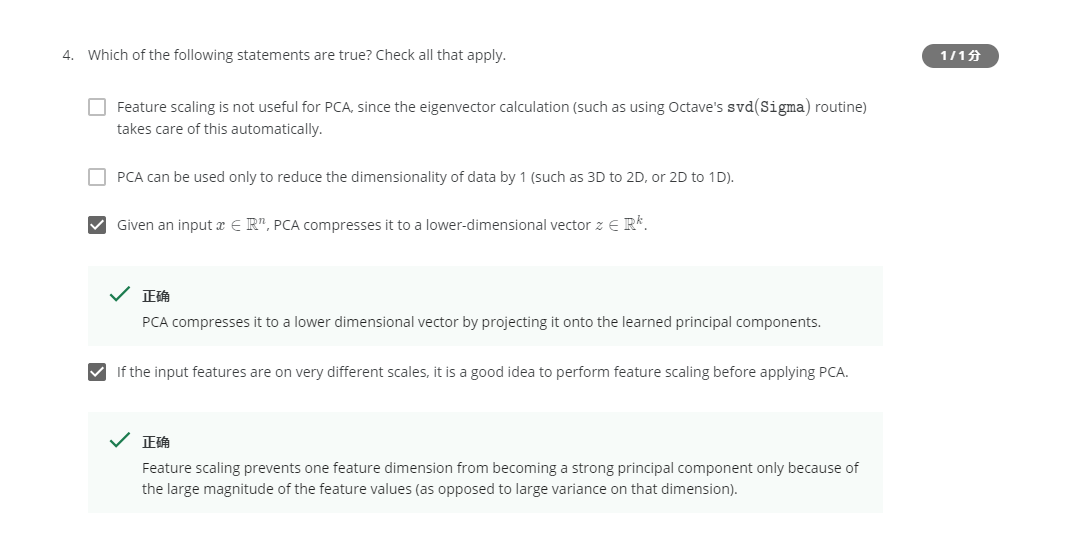 4. Which of the following statements are true? Check all that apply.
1 / 1 分
Feature scaling is not useful for PCA, since the eigenvector calculation (such as using Octave's svd(Sigma) routine)
takes care of this automatically.
PCA can be used only to reduce the dimensionality of data by 1 (such as 3D to 2D, or 2D to 1D).
Given an input x ∈ ℝⁿ, PCA compresses it to a lower-dimensional vector z ∈ ℝᵏ.
正确
PCA compresses it to a lower dimensional vector by projecting it onto the learned principal components.
If the input features are on very different scales, it is a good idea to perform feature scaling before applying PCA.
正确
Feature scaling prevents one feature dimension from becoming a strong principal component only because of
the large magnitude of the feature values (as opposed to large variance on that dimension).